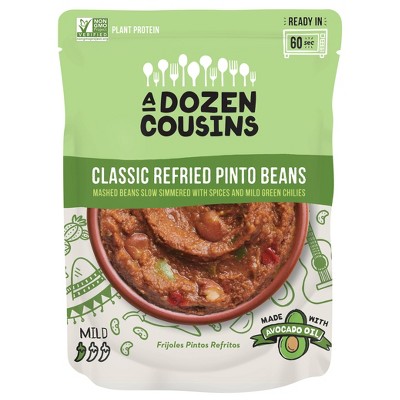 NON
GMO
Project
VERIFIED
PLANT PROTEIN
READY IN
60 sec
A DOZEN
COUSINS
CLASSIC REFRIED PINTO BEANS
MASHED BEANS SLOW SIMMERED WITH SPICES AND MILD GREEN CHILIES
MILD
Frijoles Pintos Refritos
MADE WITH
AVOCADO OIL